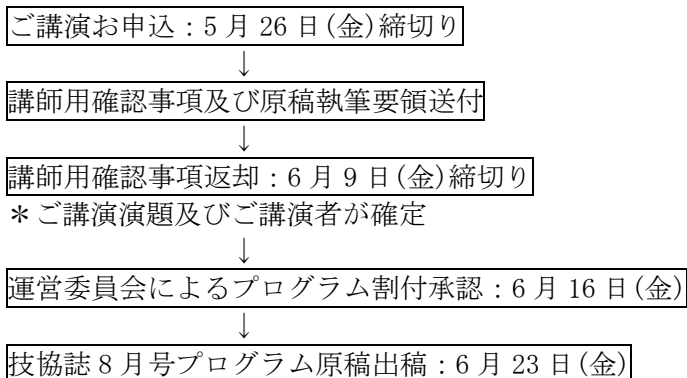 ご講演お申込：5月26日(金)締切り
↓
講師用確認事項及び原稿執筆要領送付
↓
講師用確認事項返却：6月9日(金)締切り
＊ご講演演題及びご講演者が確定
↓
運営委員会によるプログラム割付承認：6月16日(金)
↓
技協誌8月号プログラム原稿出稿：6月23日(金)